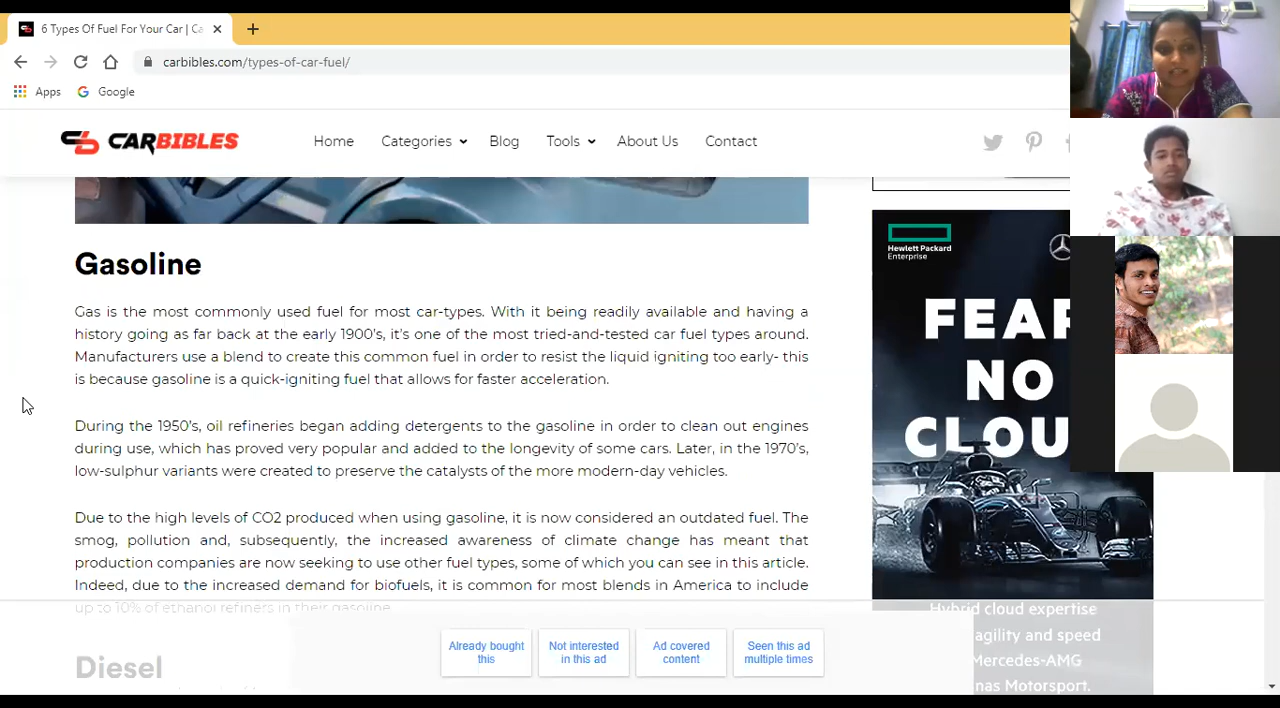 6 Types Of Fuel For Your Car | Ca
carbibles.com/types-of-car-fuel/
Apps Google
CARBIBLES
Home Categories Blog Tools About Us Contact
Gasoline
Gas is the most commonly used fuel for most car-types. With it being readily available and having a
history going as far back at the early 1900's, it's one of the most tried-and-tested car fuel types around.
Manufacturers use a blend to create this common fuel in order to resist the liquid igniting too early- this
is because gasoline is a quick-igniting fuel that allows for faster acceleration.
During the 1950's, oil refineries began adding detergents to the gasoline in order to clean out engines
during use, which has proved very popular and added to the longevity of some cars. Later, in the 1970's,
low-sulphur variants were created to preserve the catalysts of the more modern-day vehicles.
Due to the high levels of CO2 produced when using gasoline, it is now considered an outdated fuel. The
smog, pollution and, subsequently, the increased awareness of climate change has meant that
production companies are now seeking to use other fuel types, some of which you can see in this article.
Indeed, due to the increased demand for biofuels, it is common for most blends in America to include
up to 10% of ethanol refiners in their gasoline.
Diesel
Hewlett Packard
Enterprise
FEAR
NO
CLOU
Hybrid cloud expertise
agility and speed
Mercedes-AMG
nas Motorsport.
Already bought
this
Not interested
in this ad
Ad covered
content
Seen this ad
multiple times